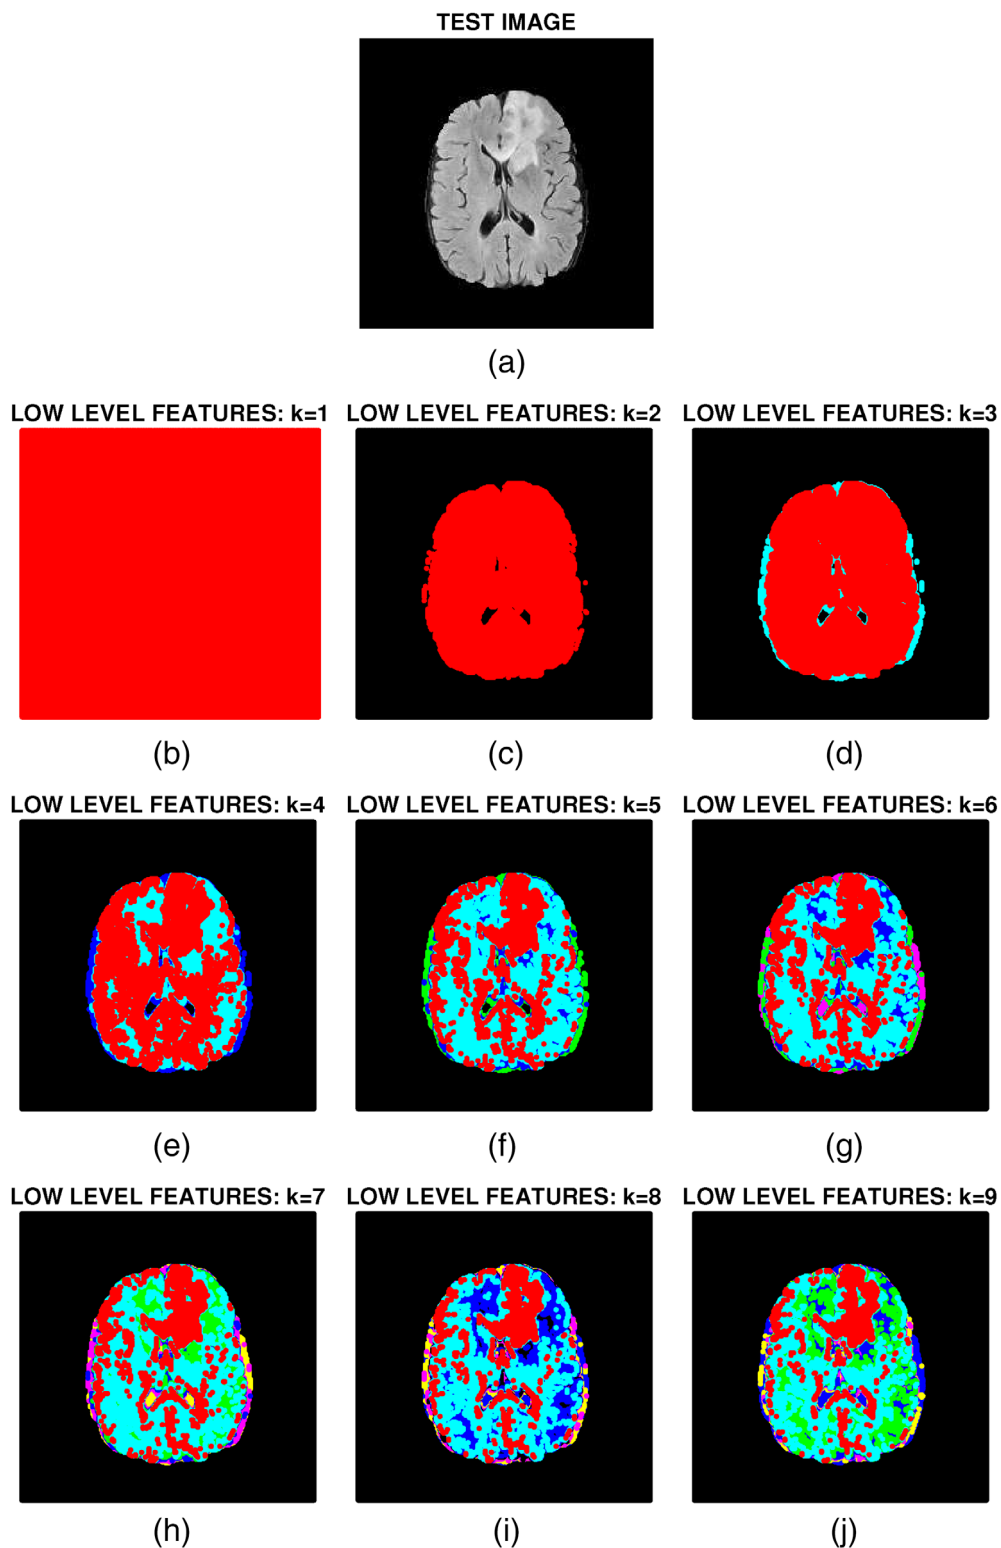 TEST IMAGE
(a)
LOW LEVEL FEATURES: k=1 LOW LEVEL FEATURES: k=2 LOW LEVEL FEATURES: k=3
(b) (c) (d)
LOW LEVEL FEATURES: k=4 LOW LEVEL FEATURES: k=5 LOW LEVEL FEATURES: k=6
(e) (f) (g)
LOW LEVEL FEATURES: k=7 LOW LEVEL FEATURES: k=8 LOW LEVEL FEATURES: k=9
(h) (i) (j)